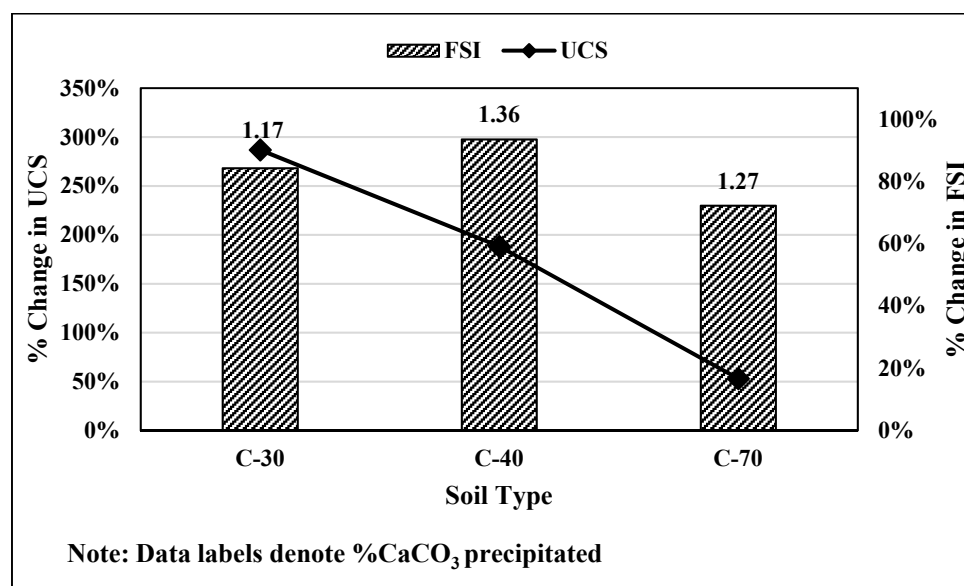 FSI UCS
350%
300%
250%
200%
150%
100%
50%
0%
% Change in UCS
1.17
1.36
1.27
100%
80%
60%
40%
20%
0%
% Change in FSI
C-30 C-40 C-70
Soil Type
Note: Data labels denote %CaCO₃ precipitated